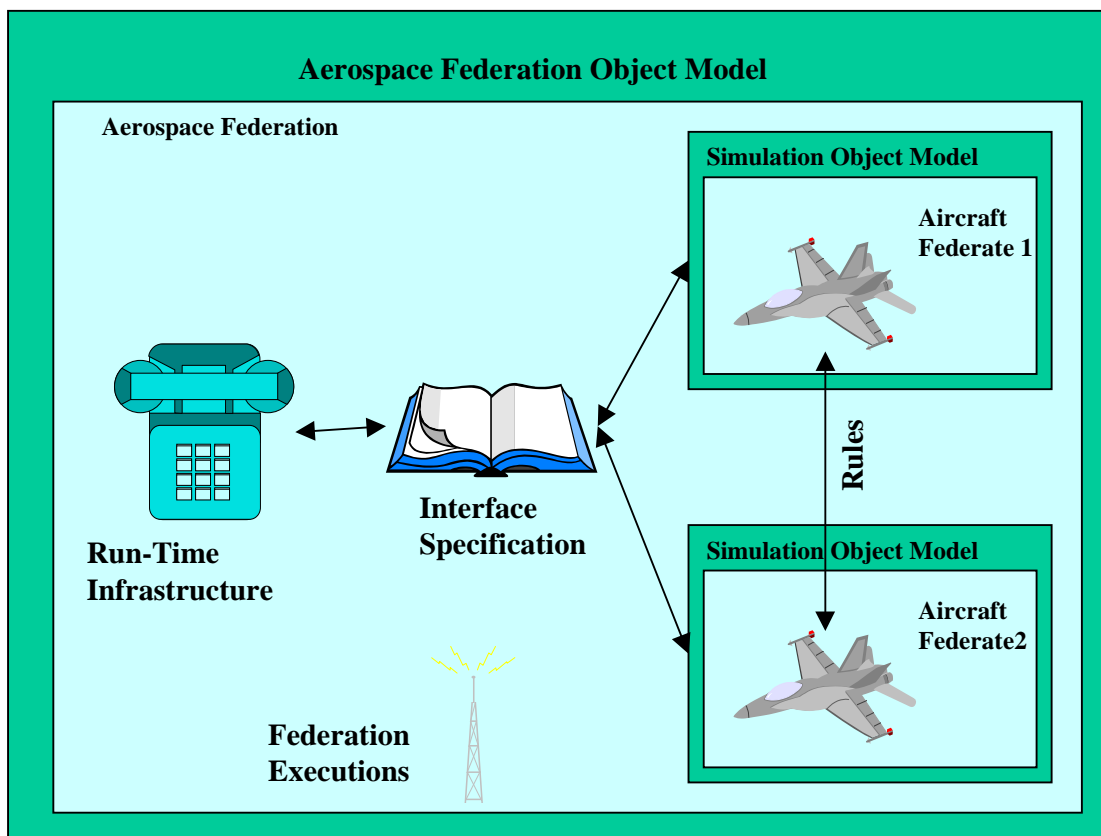 Aerospace Federation Object Model
Aerospace Federation
Simulation Object Model
Aircraft
Federate 1
Rules
Interface
Specification
Run-Time
Infrastructure
Simulation Object Model
Aircraft
Federate2
Federation
Executions